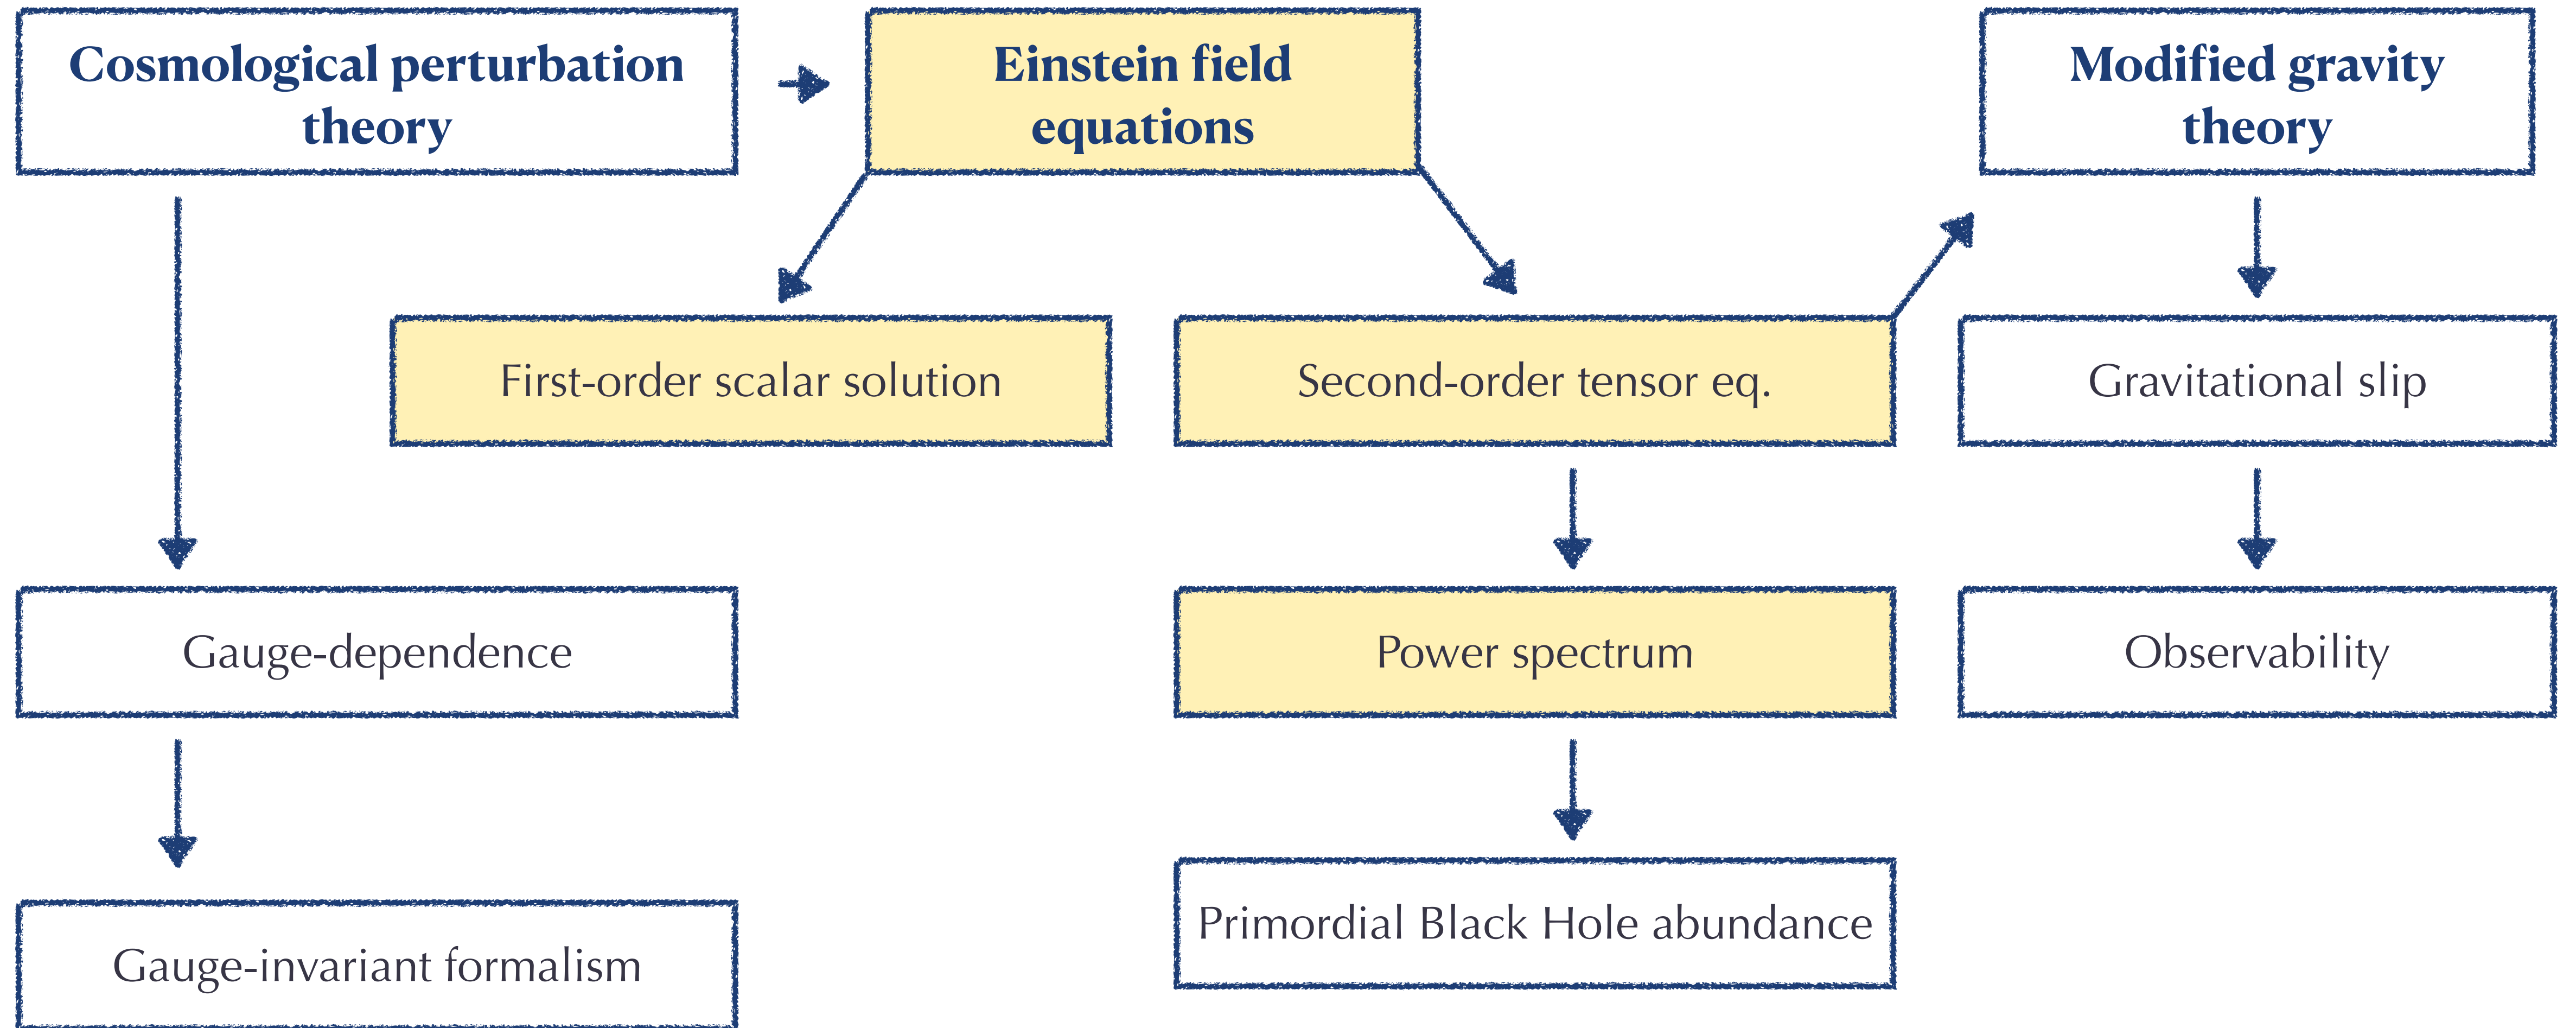 Cosmological perturbation
theory
Einstein field
equations
Modified gravity
theory
First-order scalar solution
Second-order tensor eq.
Gravitational slip
Gauge-dependence
Power spectrum
Observability
Primordial Black Hole abundance
Gauge-invariant formalism